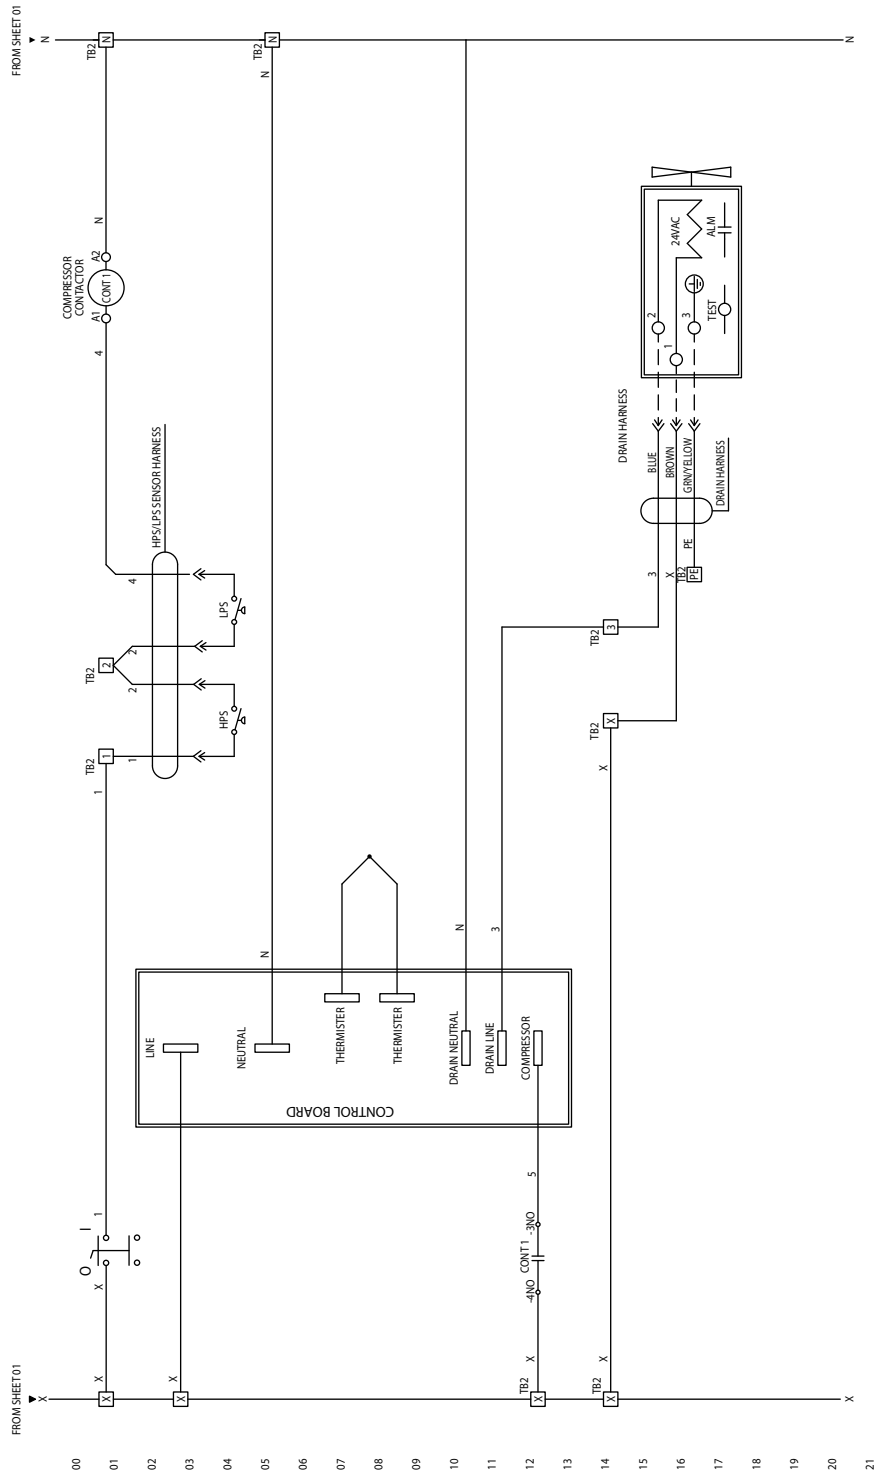 FROM SHEET 01
N
TB2
N
TB2
N
N
N
N
A2
COMPRESSOR
CONTACTOR
CONT 1
A1
4
HPS/LPS SENSOR HARNESS
4
LPS
2
TB2
2
2
HPS
TB2
1
1
1
24VAC
ALM
2
3
1
TEST
DRAIN HARNESS
BLUE
BROWN
GRN/YELLOW
DRAIN HARNESS
3
X
PE
TB2
PE
TB2
3
TB2
X
X
N
N
3
LINE
NEUTRAL
THERMISTER
THERMISTER
DRAIN NEUTRAL
DRAIN LINE
COMPRESSOR
CONTROL BOARD
1
I
O
X
5
-3NO
CONT 1
-4NO
X
X
X
X
FROM SHEET 01
X
X
X
TB2
X
TB2
X
X
00
01
02
03
04
05
06
07
08
09
10
11
12
13
14
15
16
17
18
19
20
21